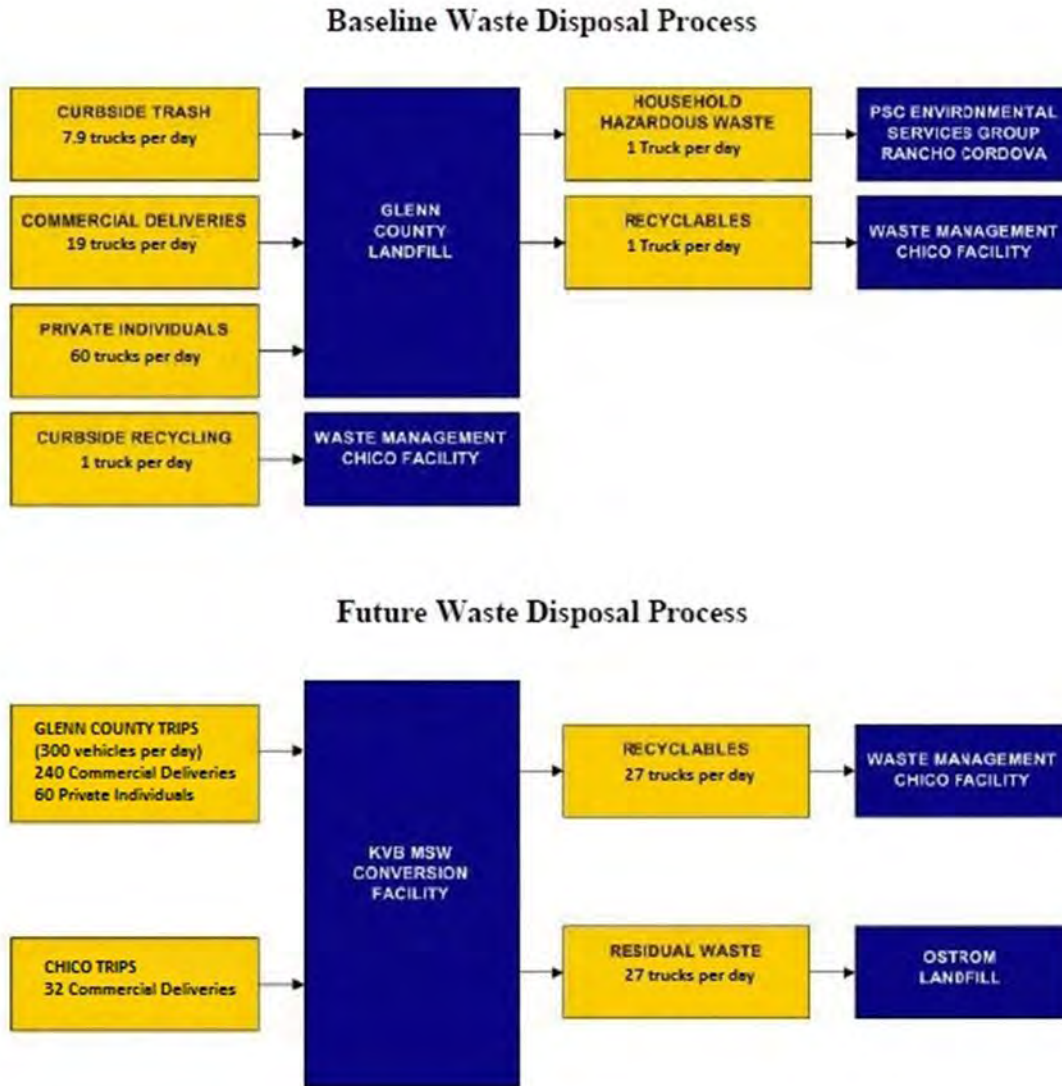 Baseline Waste Disposal Process
CURBSIDE TRASH
7.9 trucks per day
COMMERCIAL DELIVERIES
19 trucks per day
PRIVATE INDIVIDUALS
60 trucks per day
CURBSIDE RECYCLING
1 truck per day
GLENN
COUNTY
LANDFILL
WASTE MANAGEMENT
CHICO FACILITY
HOUSEHOLD
HAZARDOUS WASTE
1 Truck per day
RECYCLABLES
1 Truck per day
PSC ENVIRONMENTAL
SERVICES GROUP
RANCHO CORDOVA
WASTE MANAGEMENT
CHICO FACILITY
Future Waste Disposal Process
GLENN COUNTY TRIPS
(300 vehicles per day)
240 Commercial Deliveries
60 Private Individuals
CHICO TRIPS
32 Commercial Deliveries
KVB MSW
CONVERSION
FACILITY
RECYCLABLES
27 trucks per day
RESIDUAL WASTE
27 trucks per day
WASTE MANAGEMENT
CHICO FACILITY
OSTROM
LANDFILL